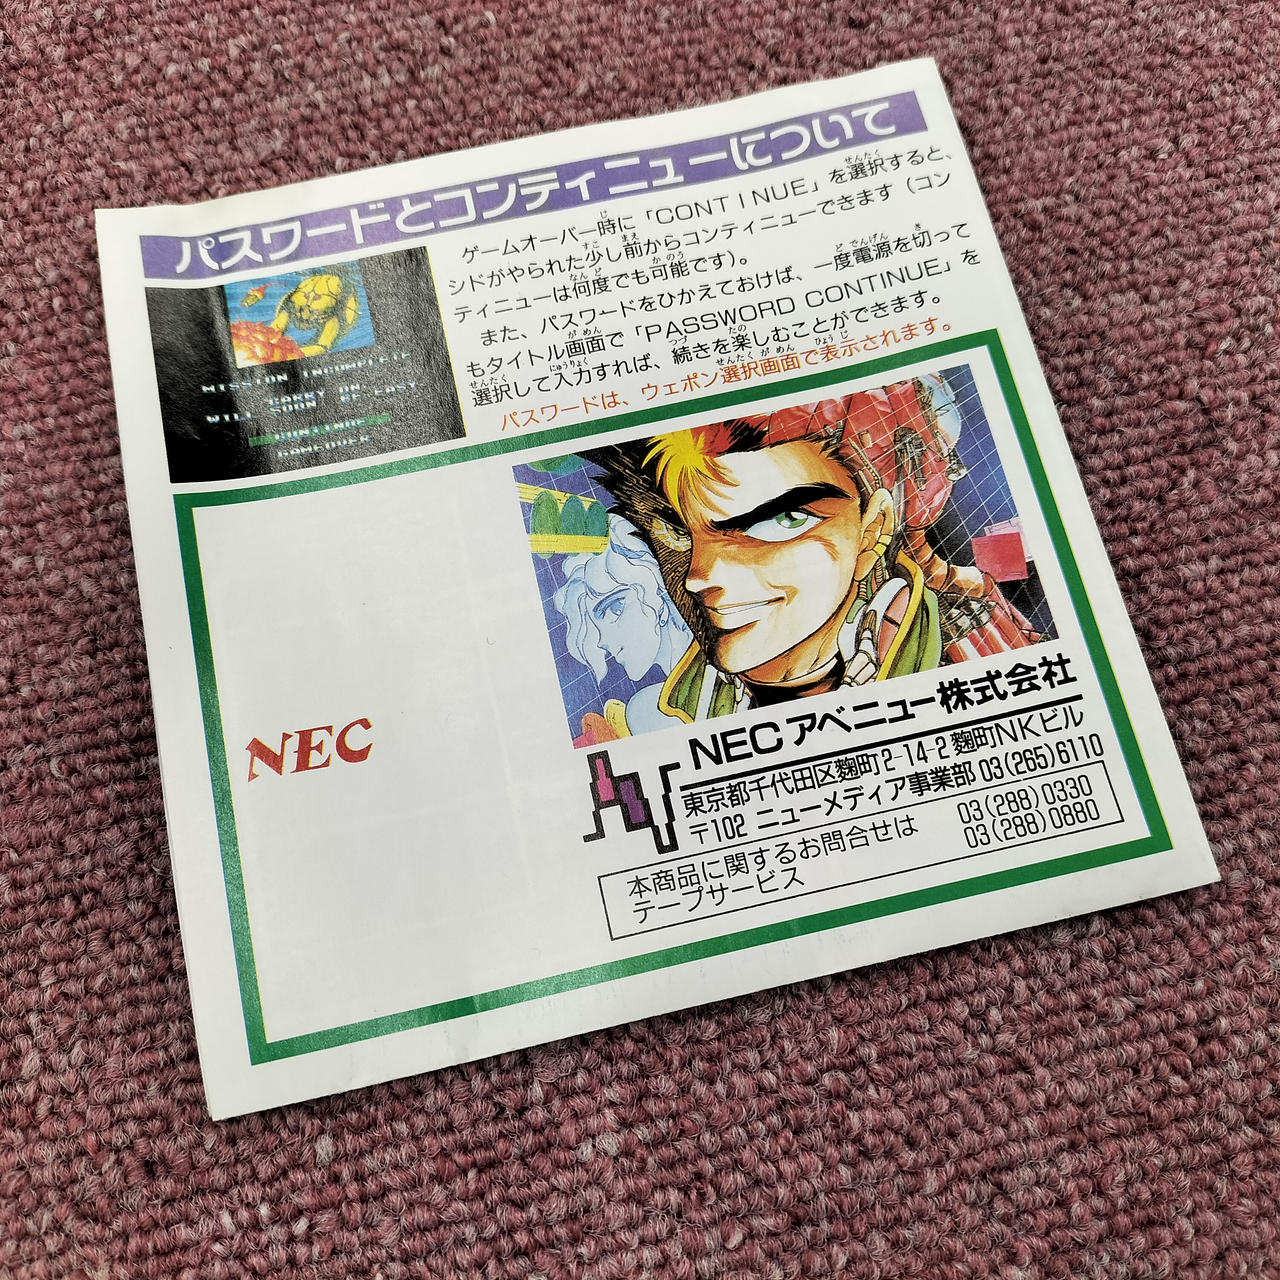 パスワードとコンティニューについて
ゲームオーバー時に「CONTINUE」を選択すると、
シドがやられた少し前からコンティニューできます（コン
ティニューは何度でも可能です）。
また、パスワードをひかえておけば、一度電源を切って
もタイトル画面で「PASSWORD CONTINUE」を
選択して入力すれば、続きを楽しむことができます。
パスワードは、ウェポン選択画面で表示されます。
MISSION INCOMPLETE
WILL SOON BE LOST
CONTINUE
NEC
NECアベニュー株式会社
東京都千代田区麴町2-14-2麴町NKビル
〒102 ニューメディア事業部 03(265)6110
本商品に関するお問合せは 03(288)0330
テープサービス 03(288)0880